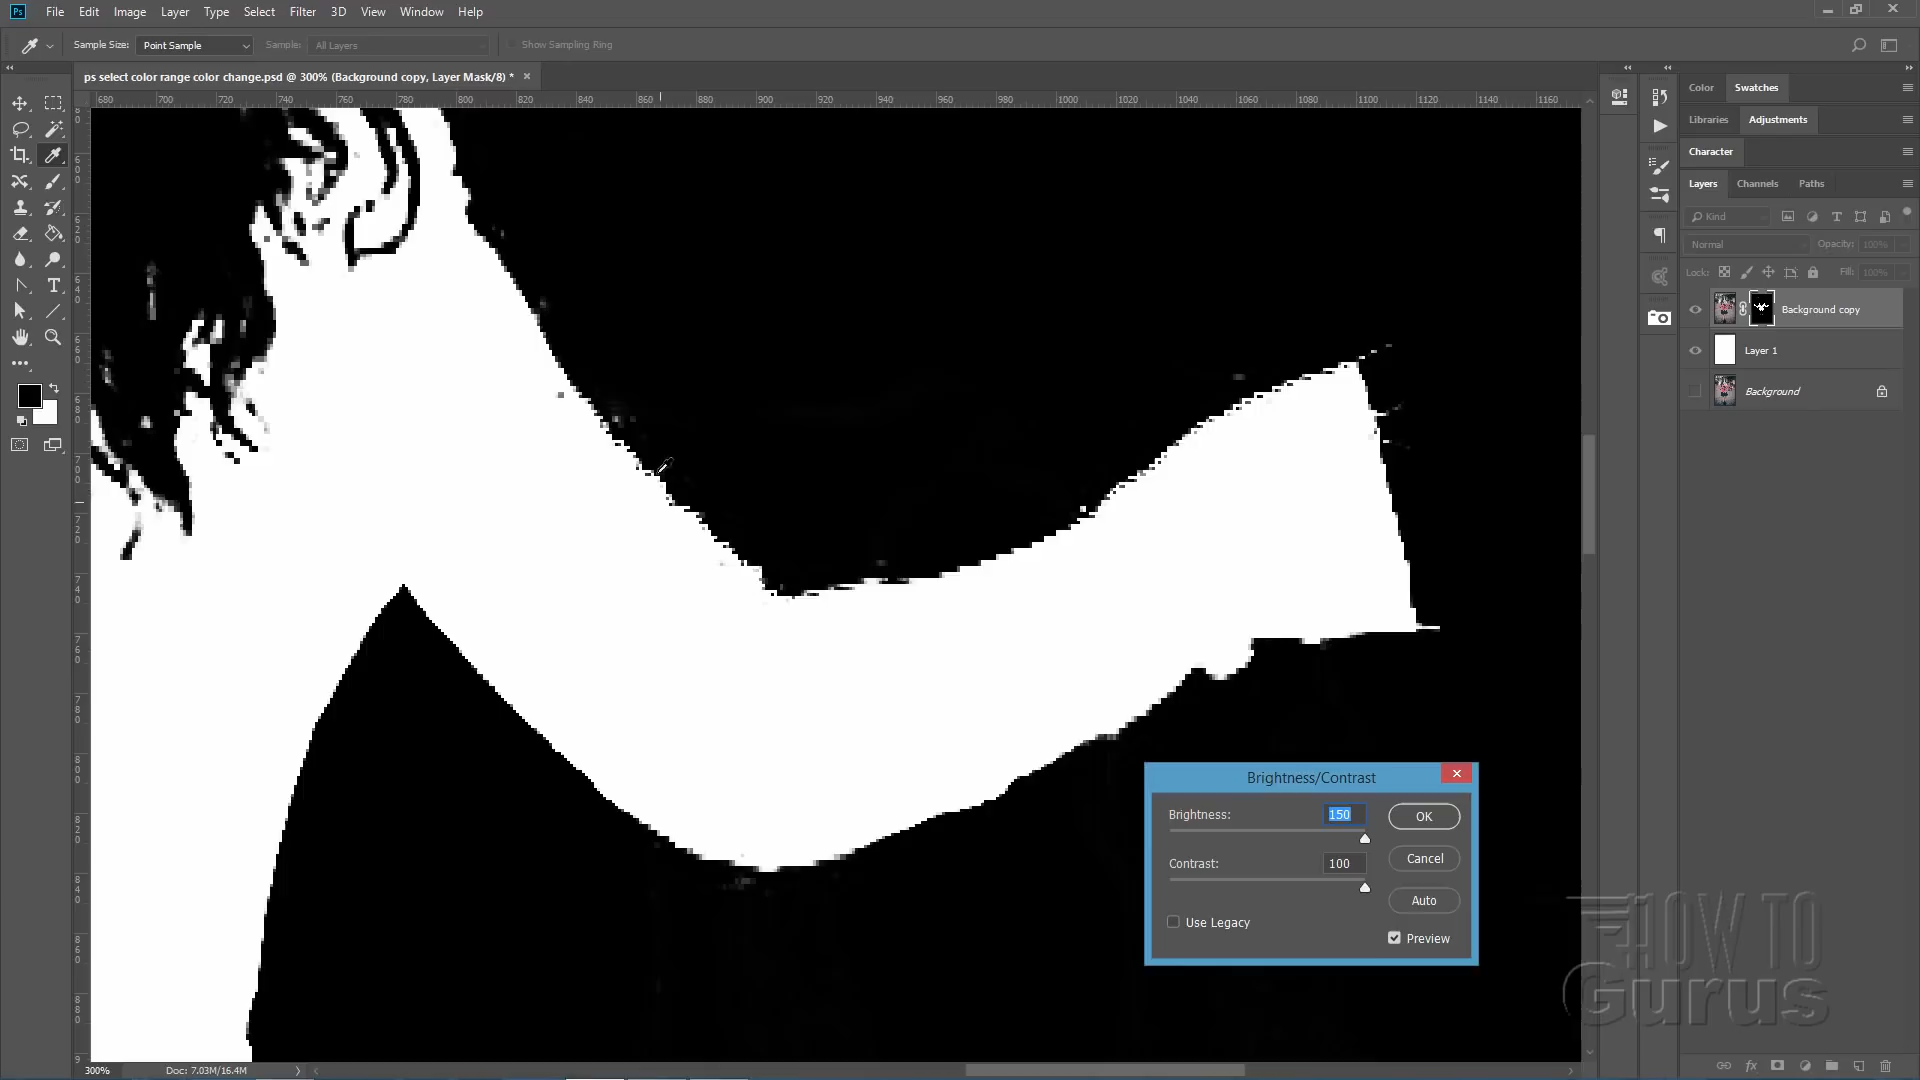 Ps File Edit Image Layer Type Select Filter 3D View Window Help
Sample Size: Point Sample Sample: All Layers Show Sampling Ring
ps select color range color change.psd @ 300% (Background copy, Layer Mask/8) * ×
680 700 720 740 760 780 800 820 840 860 880 900 920 940 960 980 1000 1020 1040 1060 1080 1100 1120 1140 1160
Color Swatches
Libraries Adjustments
Character
Layers Channels Paths
Kind
Normal Opacity: 100%
Lock: Fill: 100%
Background copy
Layer 1
Background
Brightness/Contrast
Brightness: 150 OK
Contrast: 100 Cancel
Auto
Use Legacy
Preview
HOW TO
Gurus
300% Doc: 7.03M/16.4M